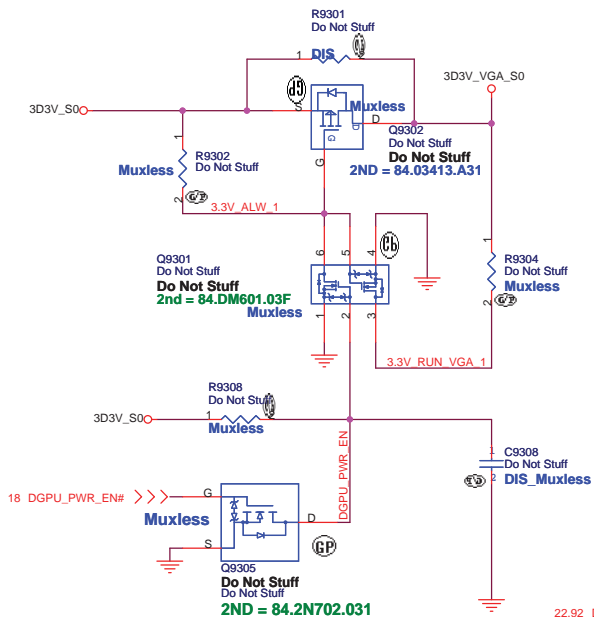 R9301
Do Not Stuff
1 DIS 2
3D3V_VGA_S0
3D3V_S0
S Muxless D
D
G
Q9302
Do Not Stuff
Do Not Stuff
2ND = 84.03413.A31
1
R9302
Do Not Stuff
Muxless
2 G/P
3.3V_ALW_1
G
Q9301
Do Not Stuff
Do Not Stuff
2nd = 84.DM601.03F
Muxless
6 5 4
1 2 3
1
R9304
Do Not Stuff
Muxless
2 G/P
3.3V_RUN_VGA_1
R9308
Do Not Stuff
3D3V_S0
1
Muxless
DGPU_PWR_EN
1
C9308
Do Not Stuff
2 DIS_Muxless
18 DGPU_PWR_EN#
G
Muxless
D
S
GP
Q9305
Do Not Stuff
Do Not Stuff
2ND = 84.2N702.031
22.92